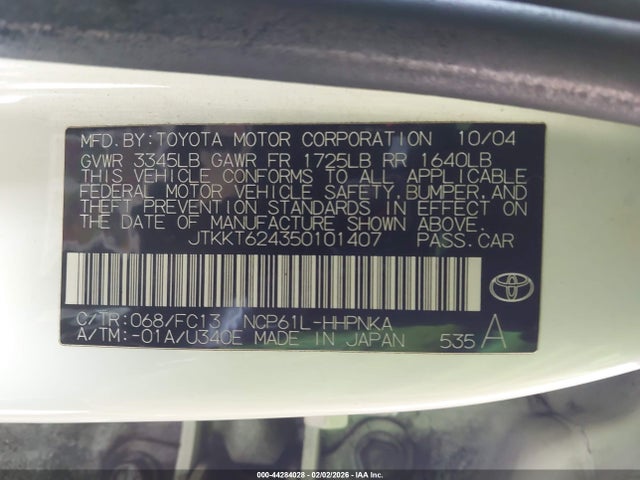 MFD. BY: TOYOTA MOTOR CORPORATION 10/04
GVWR 3345LB GAWR FR 1725LB RR 1640LB
THIS VEHICLE CONFORMS TO ALL APPLICABLE
FEDERAL MOTOR VEHICLE SAFETY, BUMPER, AND
THEFT PREVENTION STANDARDS IN EFFECT ON
THE DATE OF MANUFACTURE SHOWN ABOVE.
JTKKT624350101407 PASS. CAR
C/TR: 068/FC13 NCP61L-HHPNKA
A/TM: -01A/U340E MADE IN JAPAN 535 A
000-44284028 - 02/02/2026 - IAA Inc.